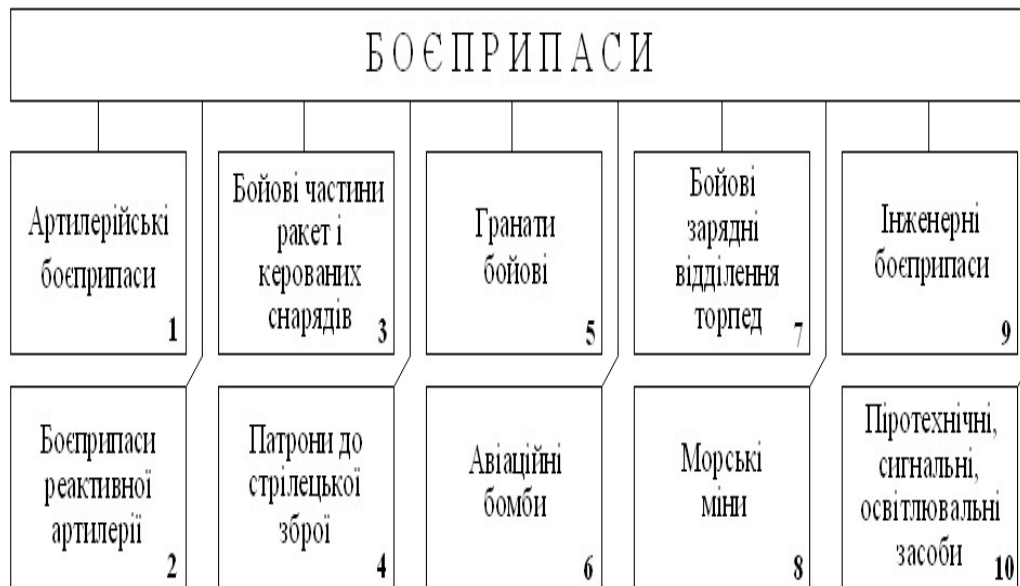 БОЄПРИПАСИ
Артилерійські
боєприпаси
1
Бойові частини
ракет і
керованих
снарядів
3
Гранати
бойові
5
Бойові
зарядні
відділення
торпед
7
Інженерні
боєприпаси
9
Боєприпаси
реактивної
артилерії
2
Патрони до
стрілецької
зброї
4
Авіаційні
бомби
6
Морські
міни
8
Піротехнічні,
сигнальні,
освітлювальні
засоби
10